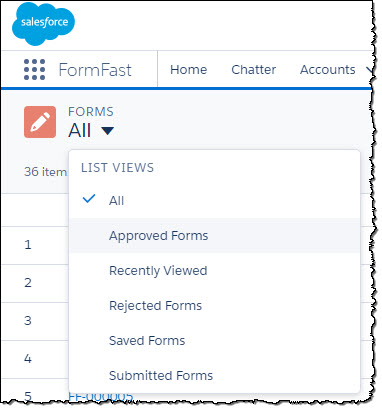 salesforce
FormFast Home Chatter Accounts
FORMS
All
36 item
LIST VIEWS
All
Approved Forms
Recently Viewed
Rejected Forms
Saved Forms
Submitted Forms
1
2
3
4
5 FF-000005